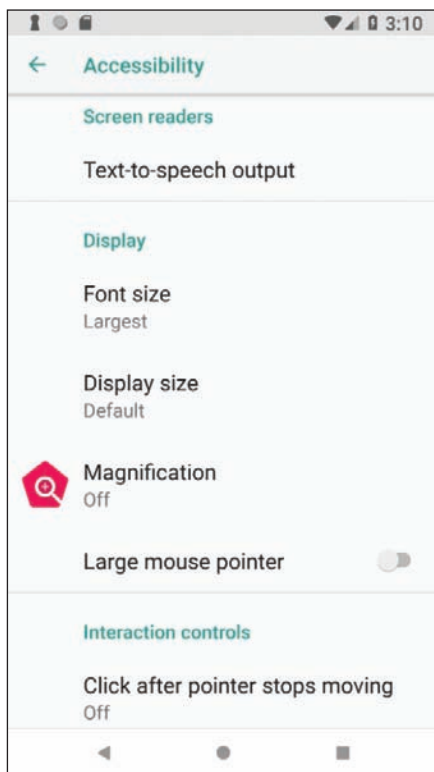 3:10
Accessibility
Screen readers
Text-to-speech output
Display
Font size
Largest
Display size
Default
Magnification
Off
Large mouse pointer
Interaction controls
Click after pointer stops moving
Off